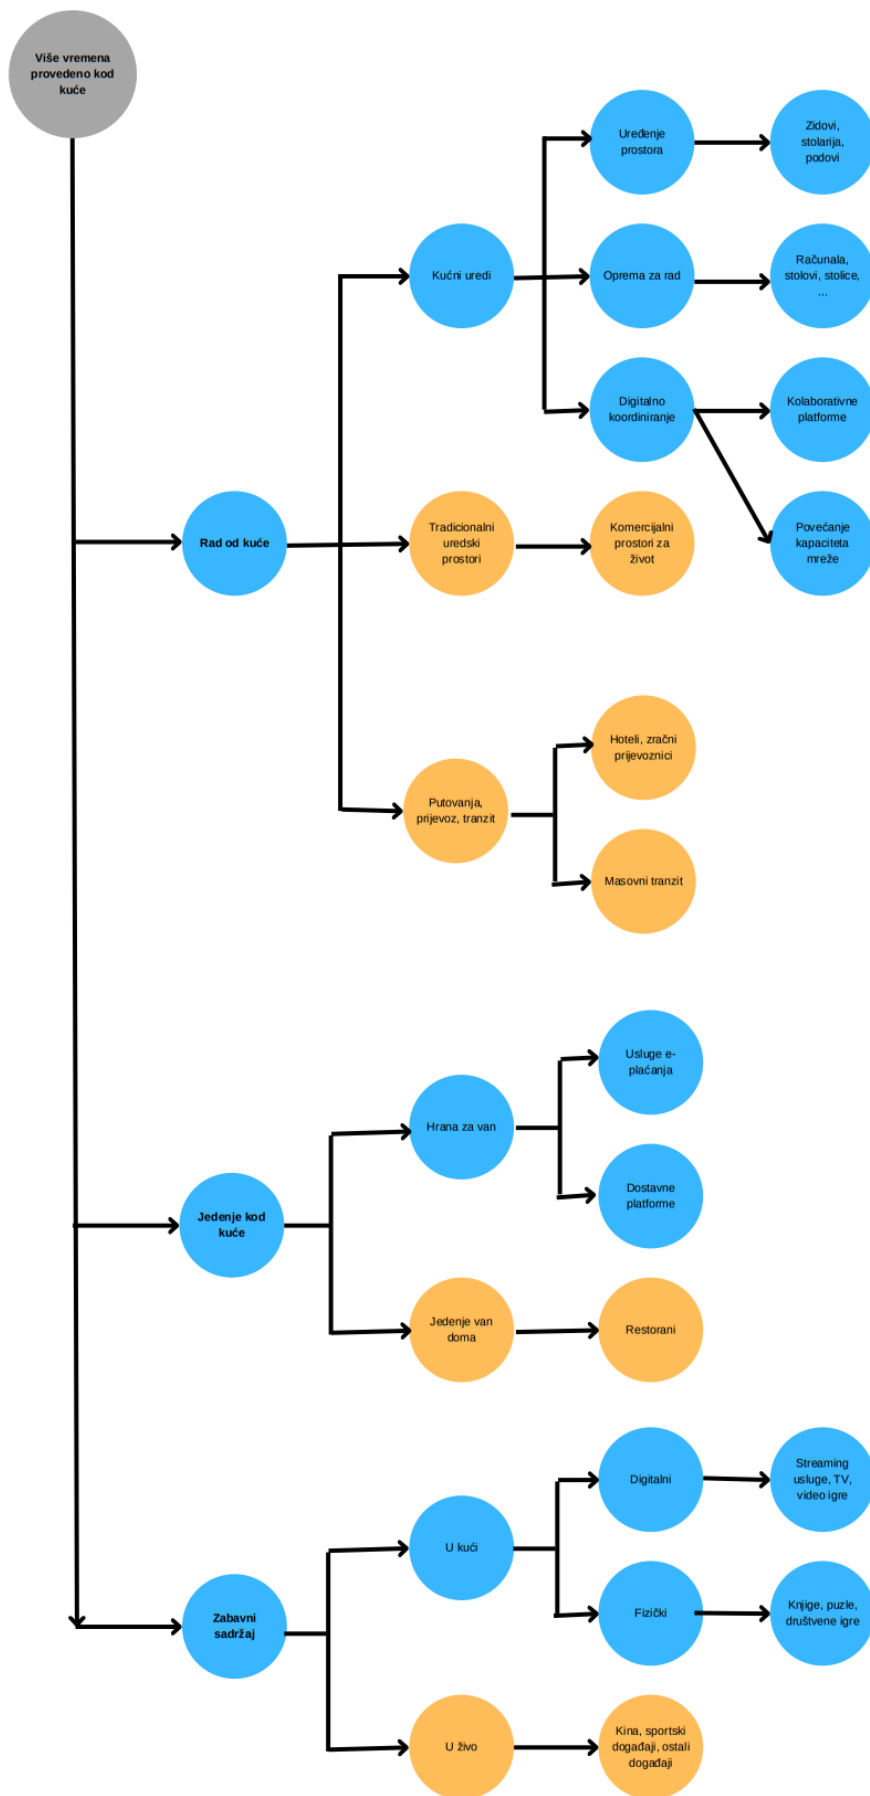 Više vremena
provedeno kod
kuće
Uređenje
prostora
Zidovi,
stolarija,
podovi
Kućni uredi
Oprema za rad
Računala,
stolovi, stolice,
...
Digitalno
koordiniranje
Kolaborativne
platforme
Rad od kuće
Tradicionalni
uredski
prostori
Komercijalni
prostori za
život
Povećanje
kapaciteta
mreže
Hoteli, zračni
prijevoznici
Putovanja,
prijevoz, tranzit
Masovni tranzit
Usluge e-
plaćanja
Hrana za van
Dostavne
platforme
Jedenje kod
kuće
Jedenje van
doma
Restorani
Digitalni
Streaming
usluge, TV,
video igre
U kući
Zabavni
sadržaj
Fizički
Knjige, puzle,
društvene igre
U živo
Kina, sportski
događaji, ostali
događaji